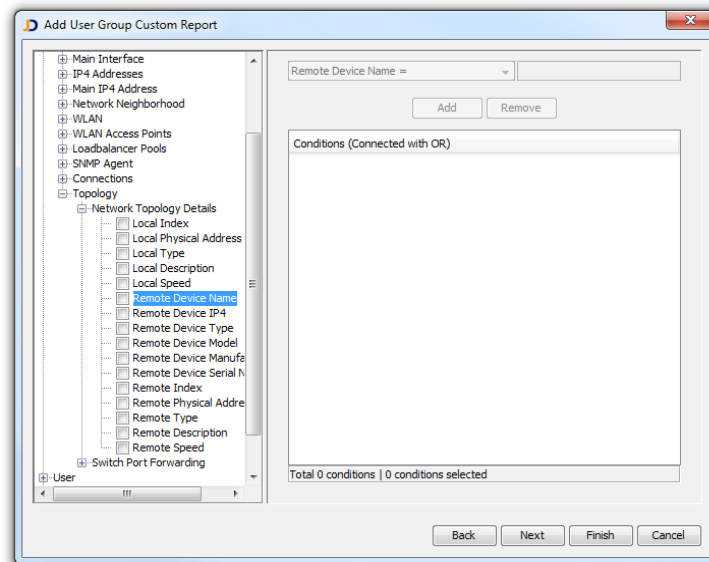 Add User Group Custom Report
Main Interface
IP4 Addresses
Main IP4 Address
Network Neighborhood
WLAN
WLAN Access Points
Loadbalancer Pools
SNMP Agent
Connections
Topology
Network Topology Details
Local Index
Local Physical Address
Local Type
Local Description
Local Speed
Remote Device Name
Remote Device IP4
Remote Device Type
Remote Device Model
Remote Device Manufa
Remote Device Serial N
Remote Index
Remote Physical Addre
Remote Type
Remote Description
Remote Speed
Switch Port Forwarding
User
Remote Device Name =
Add Remove
Conditions (Connected with OR)
Total 0 conditions | 0 conditions selected
Back Next Finish Cancel